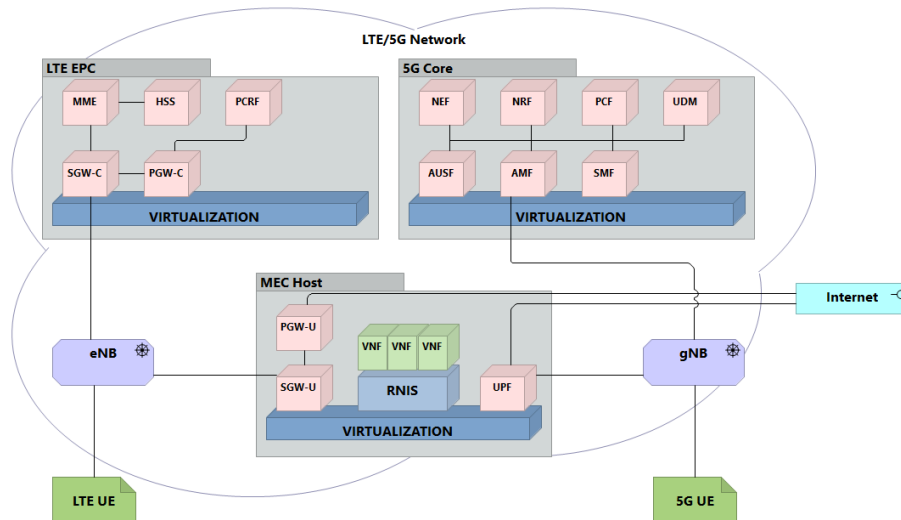 LTE/5G Network
LTE EPC
MME
HSS
PCRF
SGW-C
PGW-C
VIRTUALIZATION
5G Core
NEF
NRF
PCF
UDM
AUSF
AMF
SMF
VIRTUALIZATION
MEC Host
PGW-U
VNF VNF VNF
SGW-U
RNIS
UPF
VIRTUALIZATION
Internet
eNB
gNB
LTE UE
5G UE